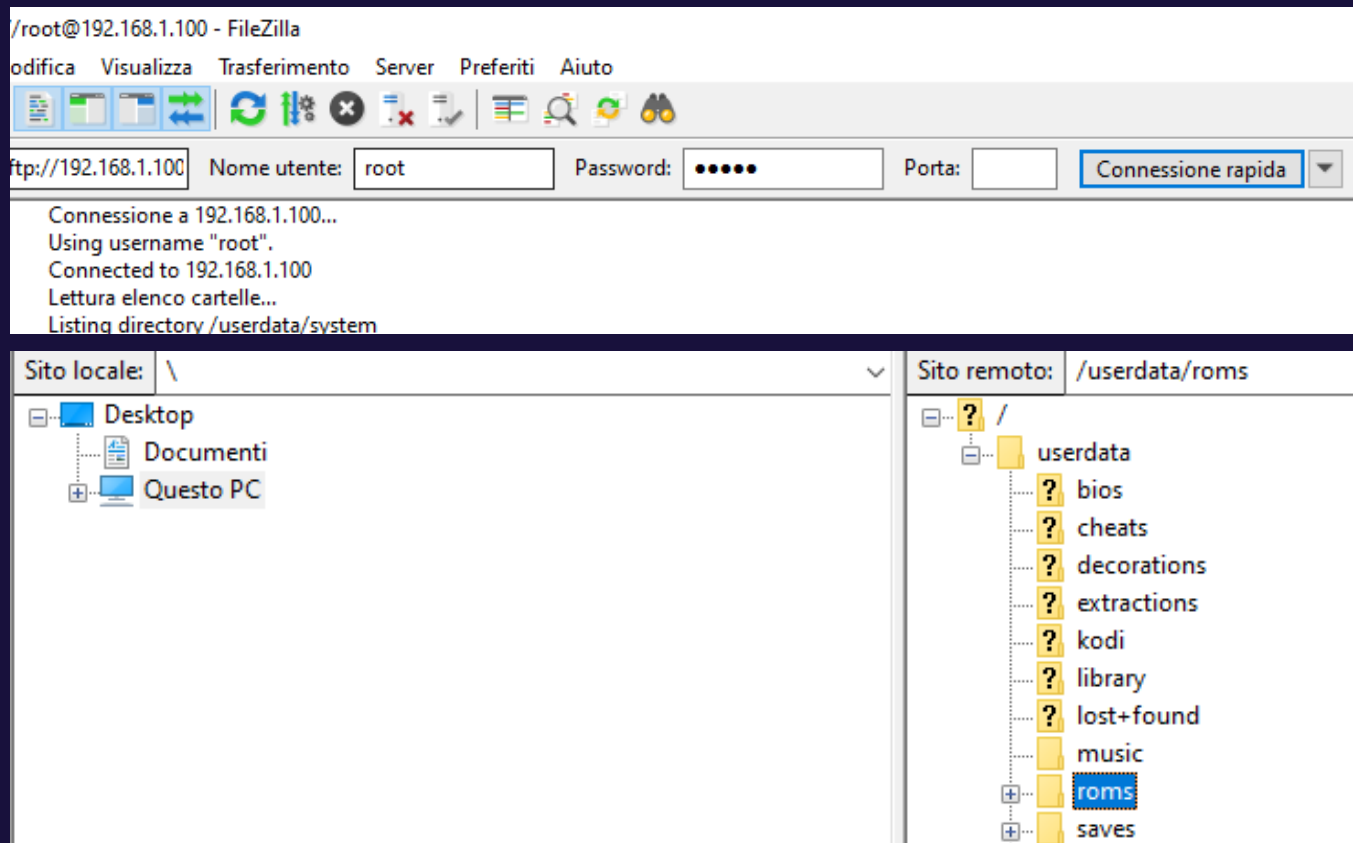 /root@192.168.1.100 - FileZilla
odifica Visualizza Trasferimento Server Preferiti Aiuto
ftp://192.168.1.100 Nome utente: root Password: ●●●●● Porta: Connessione rapida
Connessione a 192.168.1.100...
Using username "root".
Connected to 192.168.1.100
Lettura elenco cartelle...
Listing directory /userdata/system
Sito locale: \
Desktop
Documenti
Questo PC
Sito remoto: /userdata/roms
/
userdata
bios
cheats
decorations
extractions
kodi
library
lost+found
music
roms
saves